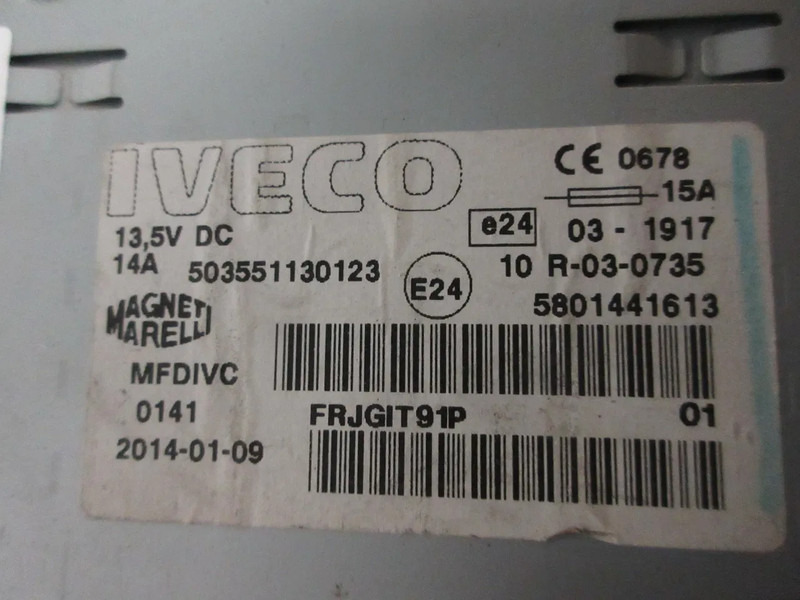 IVECO
CE 0678
15A
13,5V DC
e24 03 - 1917
14A 503551130123
E24
10 R-03-0735
5801441613
MAGNETI
MARELLI
MFDIVC
0141
FRJGIT91P 01
2014-01-09